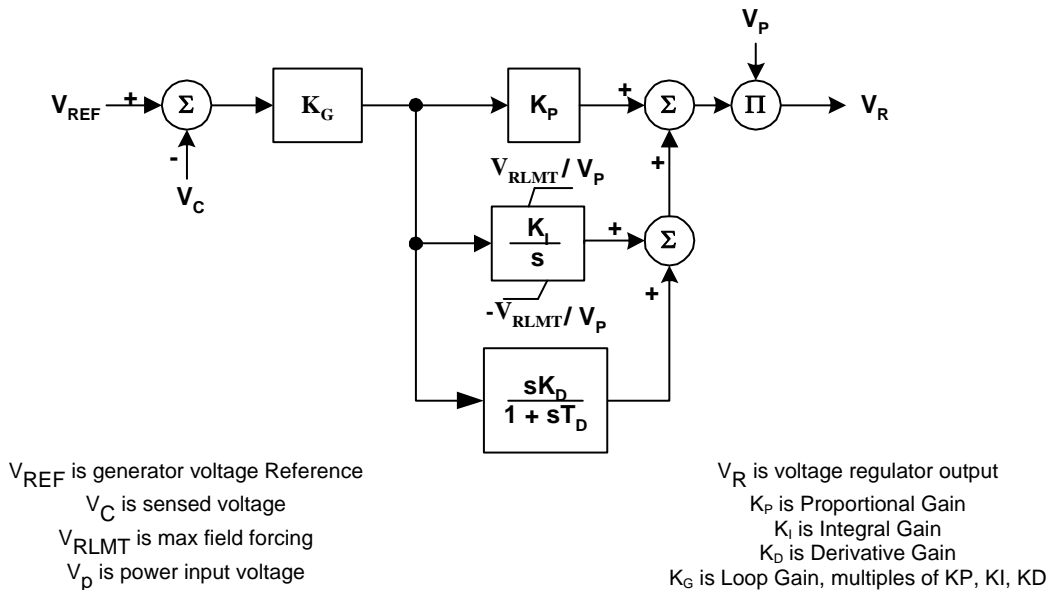 V_P
V_REF + Σ K_G K_P + Σ Π V_R
-
V_C
+
V_RLMT / V_P
K_I
s
+ Σ
-V_RLMT / V_P
+
sK_D
1 + sT_D
V_REF is generator voltage Reference
V_C is sensed voltage
V_RLMT is max field forcing
V_p is power input voltage
V_R is voltage regulator output
K_P is Proportional Gain
K_I is Integral Gain
K_D is Derivative Gain
K_G is Loop Gain, multiples of KP, KI, KD